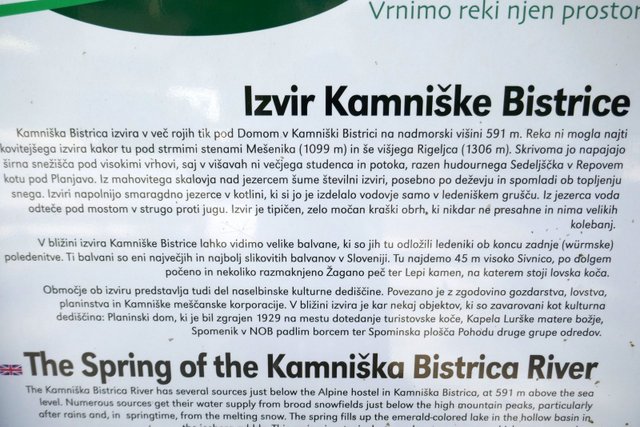 Vrnimo reki njen prostor
Izvir Kamniške Bistrice
Kamniška Bistrica izvira v več rojih tik pod Domom v Kamniški Bistrici na nadmorski višini 591 m. Reka ni mogla najti
kovitejšega izvira kakor tu pod strmimi stenami Mešenika (1099 m) in še višjega Rigeljca (1306 m). Skrivoma jo napajajo
širna snežišča pod visokimi vrhovi, saj v višavah ni večjega studenca in potoka, razen hudournega Sedeljščka v Repovem
kotu pod Planjavo. Iz mahovitega skalovja nad jezercem šume številni izviri, posebno po deževju in spomladi ob topljenju
snega. Izviri napolnijo smaragdno jezerce v kotlini, ki si jo je izdelalo vodovje samo v ledeniškem grušču. Iz jezerca voda
odteče pod mostom v strugo proti jugu. Izvir je tipičen, zelo močan kraški obrh, ki nikdar ne presahne in nima velikih
kolebanj.
V bližini izvira Kamniške Bistrice lahko vidimo velike balvane, ki so jih tu odložili ledeniki ob koncu zadnje (würmske)
poledenitve. Ti balvani so eni največjih in najbolj slikovitih balvanov v Sloveniji. Tu najdemo 45 m visoko Sivnico, po dolgem
počeno in nekoliko razmaknjeno Žagano peč ter Lepi kamen, na katerem stoji lovska koča.
Območje ob izviru predstavlja tudi del naselbinske kulturne dediščine. Povezano je z zgodovino gozdarstva, lovstva,
planinstva in Kamniške meščanske korporacije. V bližini izvira je kar nekaj objektov, ki so zavarovani kot kulturna
dediščina: Planinski dom, ki je bil zgrajen 1929 na mestu dotedanje turistovske koče, Kapela Lurške matere božje,
Spomenik v NOB padlim borcem ter Spominska plošča Pohodu druge grupe odredov.
The Spring of the Kamniška Bistrica River
The Kamniška Bistrica River has several sources just below the Alpine hostel in Kamniška Bistrica, at 591 m above the sea
level. Numerous sources get their water supply from broad snowfields just below the high mountain peaks, particularly
after rains and, in springtime, from the melting snow. The spring fills up the emerald-colored lake in the hollow basin in